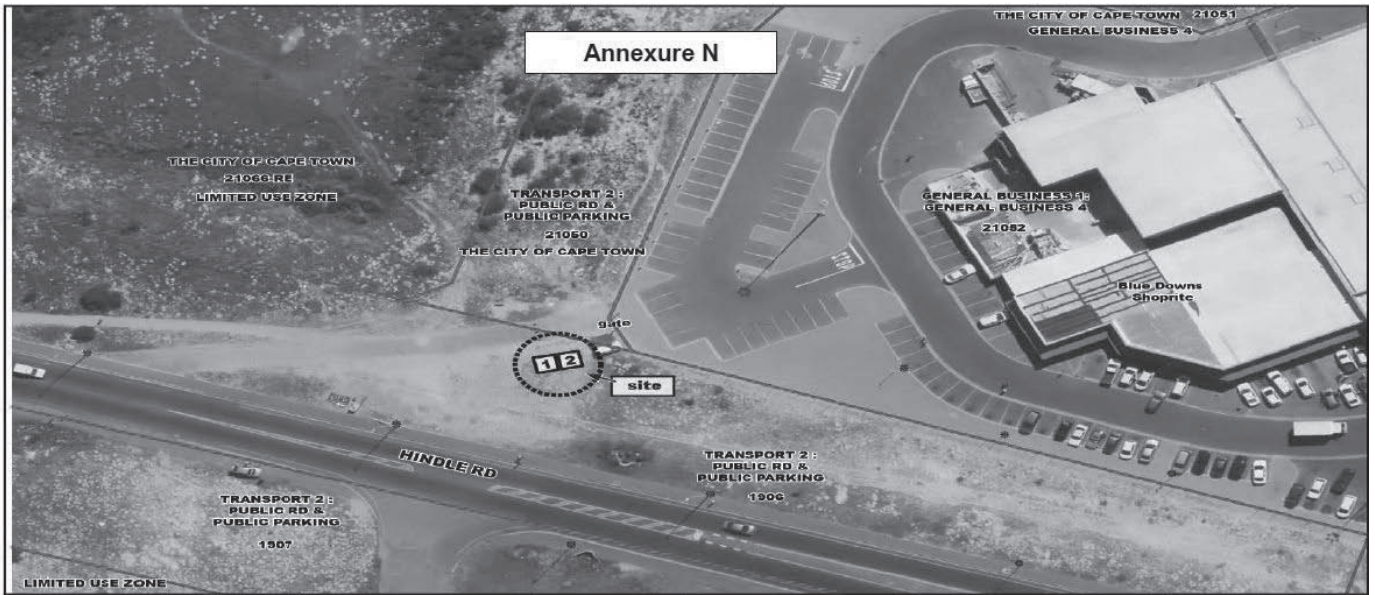 THE CITY OF CAPE TOWN 21051
GENERAL BUSINESS 4
Annexure N
STOP
THE CITY OF CAPE TOWN
21066-RE
LIMITED USE ZONE
TRANSPORT 2 :
PUBLIC RD &
PUBLIC PARKING
21050
THE CITY OF CAPE TOWN
GENERAL BUSINESS 1:
GENERAL BUSINESS 4
21052
STOP
Blue Downs
Shoprite
gate
1 2
site
HINDLE RD
TRANSPORT 2 :
PUBLIC RD &
PUBLIC PARKING
1906
TRANSPORT 2 :
PUBLIC RD &
PUBLIC PARKING
1907
LIMITED USE ZONE